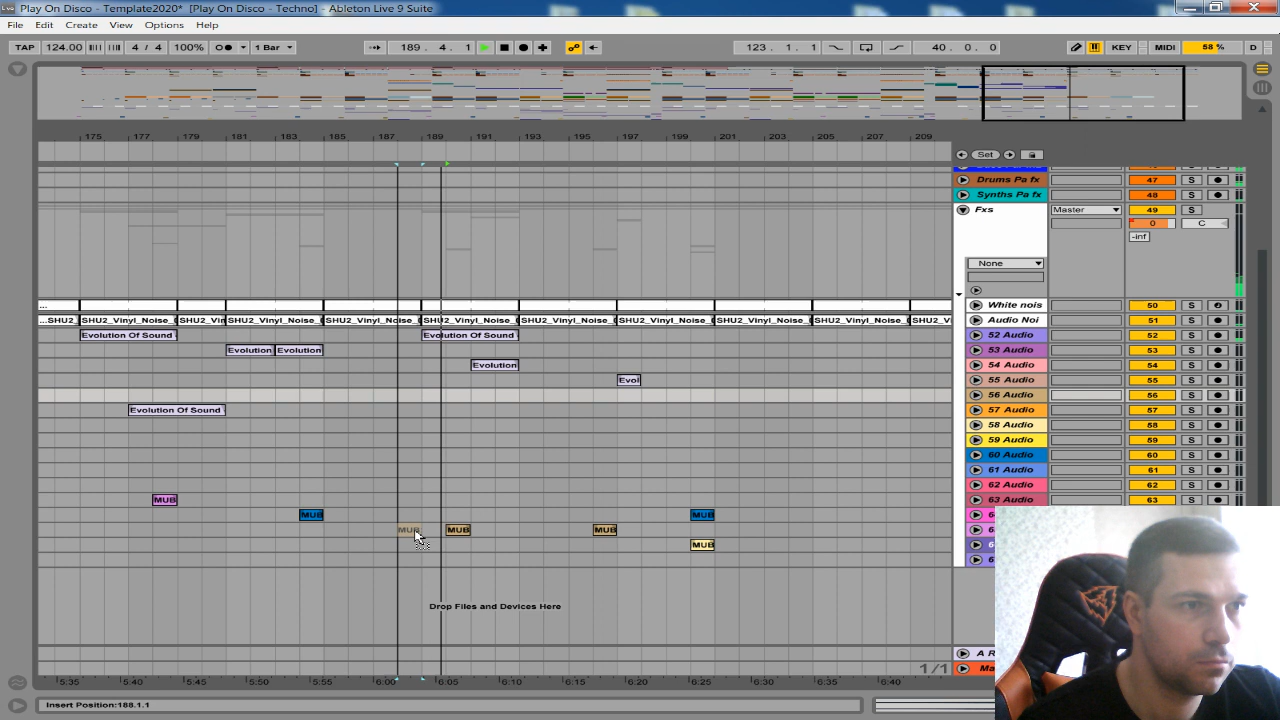 Play On Disco - Template2020* [Play On Disco - Techno] - Ableton Live 9 Suite
File Edit Create View Options Help
TAP 124.00 4 / 4 100% 1 Bar 189 . 4 . 1 123 . 1 . 1 40 . 0 . 0 KEY MIDI 58 % D
175 177 179 181 183 185 187 189 191 193 195 197 199 201 203 205 207 209
Set
Drums Pa fx 47 S
Synths Pa fx 48 S
Fxs Master 49 S
0 C
-inf
None
... White nois 50 S
...SHU2_ SHU2_Vinyl_Noise_( SHU2_Vin SHU2_Vinyl_Noise_( SHU2_Vinyl_Noise_( SHU2_Vinyl_Noise_( SHU2_Vinyl_Noise_( SHU2_Vinyl_Noise_( SHU2_Vinyl_Noise_( SHU2_Vinyl_Noise_( SHU2_V Audio Noi 51 S
Evolution Of Sound Evolution Of Sound 52 Audio 52 S
Evolution Evolution 53 Audio 53 S
Evolution 54 Audio 54 S
Evol 55 Audio 55 S
56 Audio 56 S
Evolution Of Sound 57 Audio 57 S
58 Audio 58 S
59 Audio 59 S
60 Audio 60 S
61 Audio 61 S
62 Audio 62 S
MUB 63 Audio 63 S
MUB MUB 6
MUB MUB MUB 6
MUB 6
6
Drop Files and Devices Here
A R
1/1 Ma
5:35 5:40 5:45 5:50 5:55 6:00 6:05 6:10 6:15 6:20 6:25 6:30 6:35 6:40
Insert Position:188.1.1